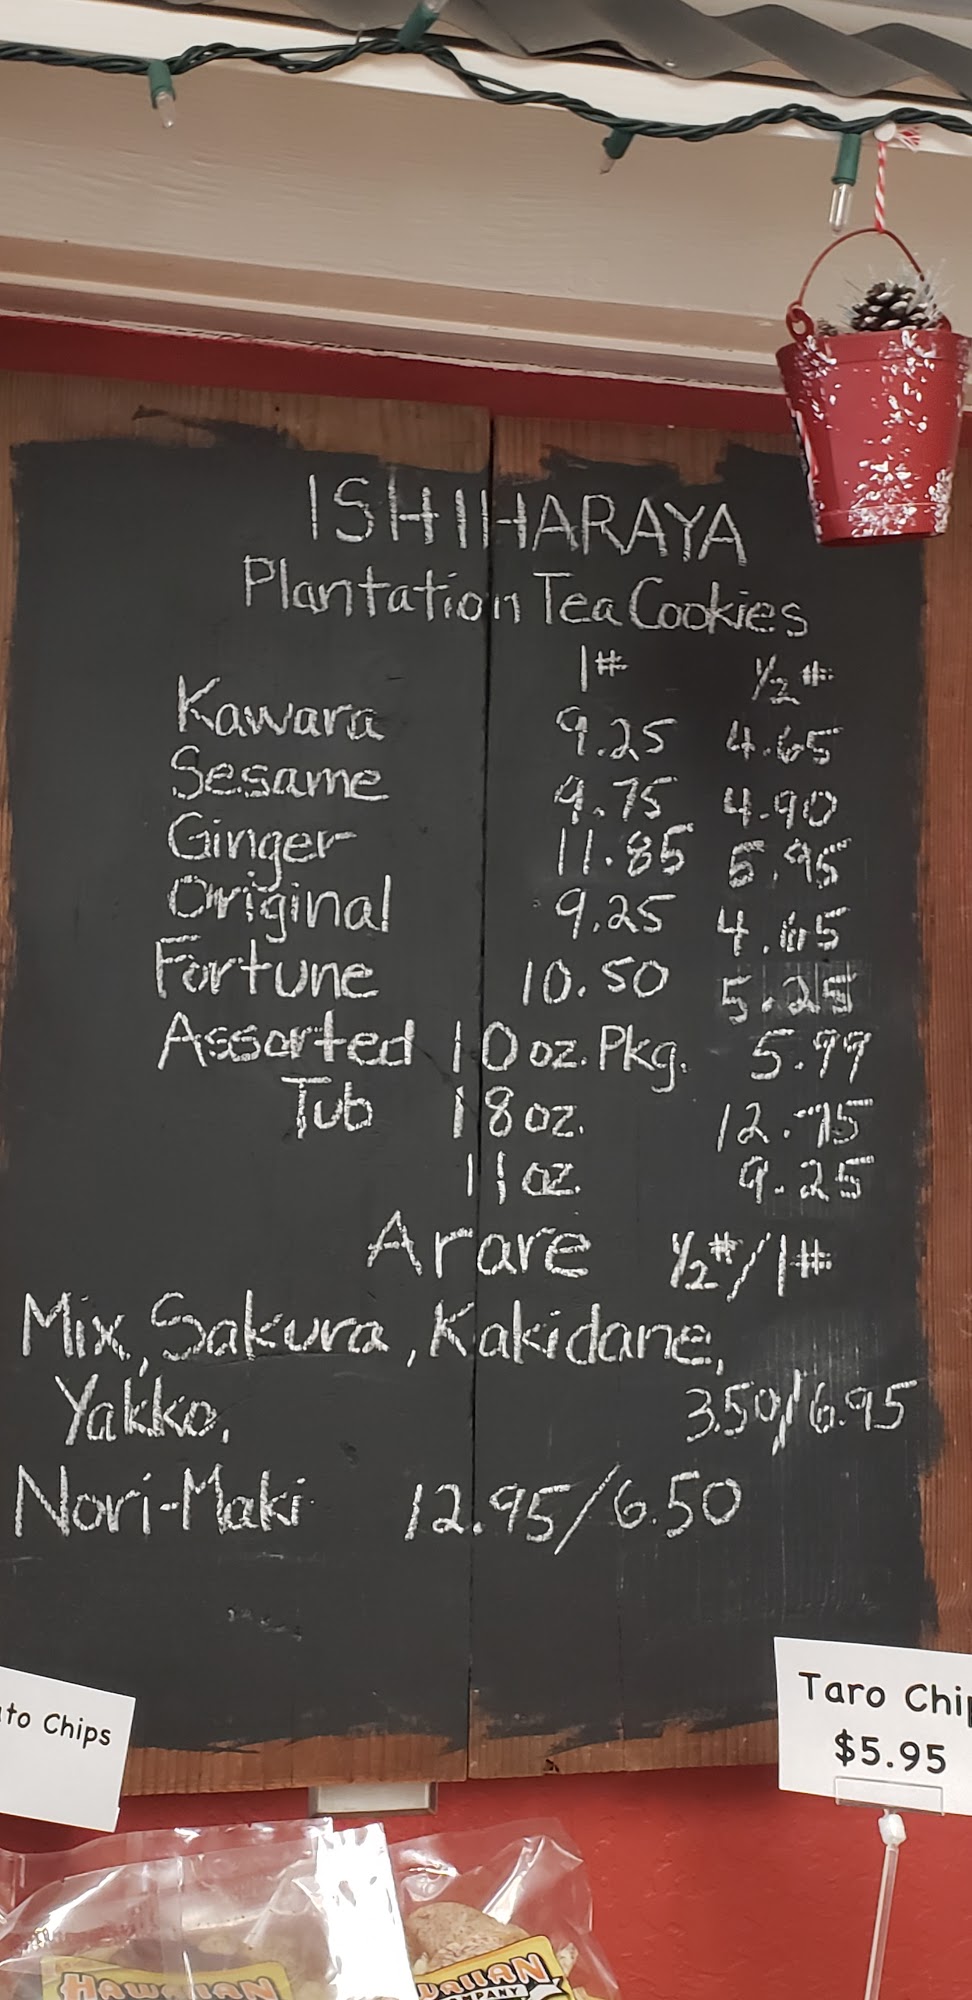 ISHIHARAYA
Plantation Tea Cookies
1# ½#
Kawara 9.25 4.65
Sesame 9.75 4.90
Ginger 11.85 5.95
Original 9.25 4.65
Fortune 10.50 5.25
Assorted 10 oz. Pkg. 5.99
Tub 18 oz. 12.75
11 oz. 9.25
Arare ½#/1#
Mix, Sakura, Kakidane,
Yakko, 3.50/6.95
Nori-Maki 12.95/6.50
Chips
Taro Chi
$5.95
HAWAIIAN
WAIIAN